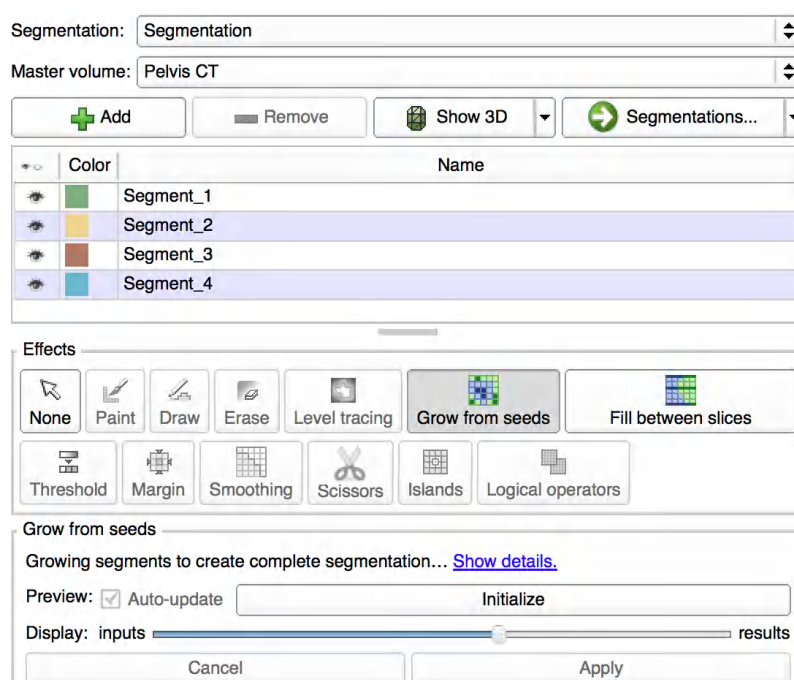 Segmentation: Segmentation
Master volume: Pelvis CT
Add Remove Show 3D Segmentations...
Color Name
Segment_1
Segment_2
Segment_3
Segment_4
Effects
None Paint Draw Erase Level tracing Grow from seeds Fill between slices
Threshold Margin Smoothing Scissors Islands Logical operators
Grow from seeds
Growing segments to create complete segmentation... Show details.
Preview: Auto-update Initialize
Display: inputs results
Cancel Apply